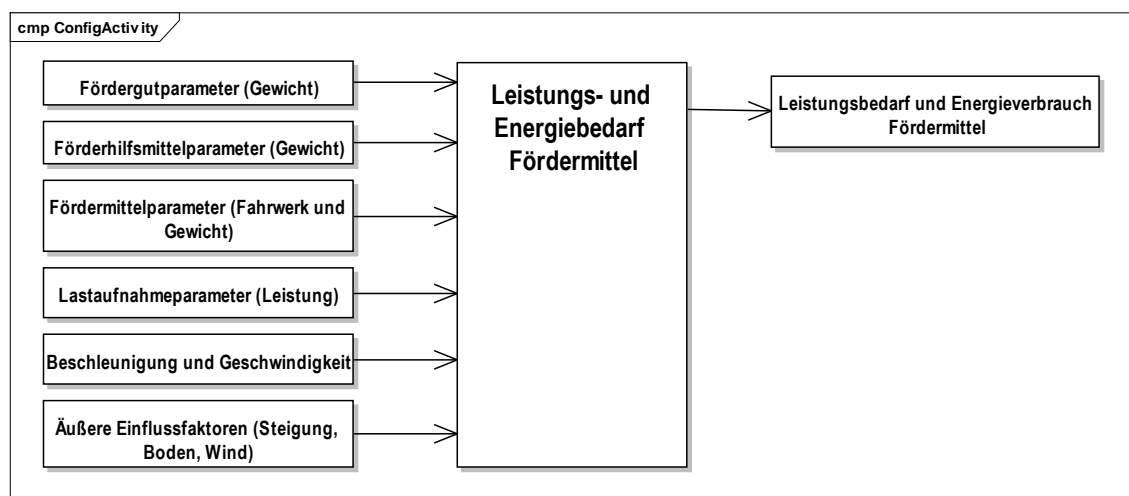 cmp ConfigActivity
Fördergutparameter (Gewicht)
Förderhilfsmittelparameter (Gewicht)
Fördermittelparameter (Fahrwerk und
Gewicht)
Lastaufnahmeparameter (Leistung)
Beschleunigung und Geschwindigkeit
Äußere Einflussfaktoren (Steigung,
Boden, Wind)
Leistungs- und
Energiebedarf
Fördermittel
Leistungsbedarf und Energieverbrauch
Fördermittel